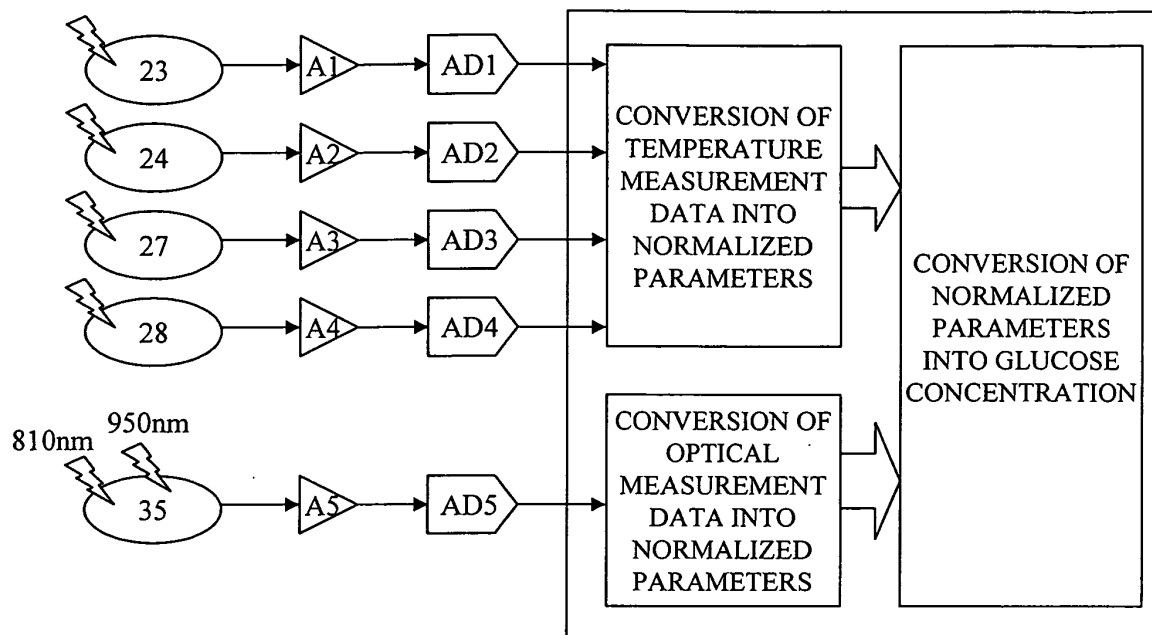 23
A1
AD1
24
A2
AD2
27
A3
AD3
28
A4
AD4
CONVERSION OF
TEMPERATURE
MEASUREMENT
DATA INTO
NORMALIZED
PARAMETERS
810nm
950nm
35
A5
AD5
CONVERSION OF
OPTICAL
MEASUREMENT
DATA INTO
NORMALIZED
PARAMETERS
CONVERSION OF
NORMALIZED
PARAMETERS
INTO GLUCOSE
CONCENTRATION